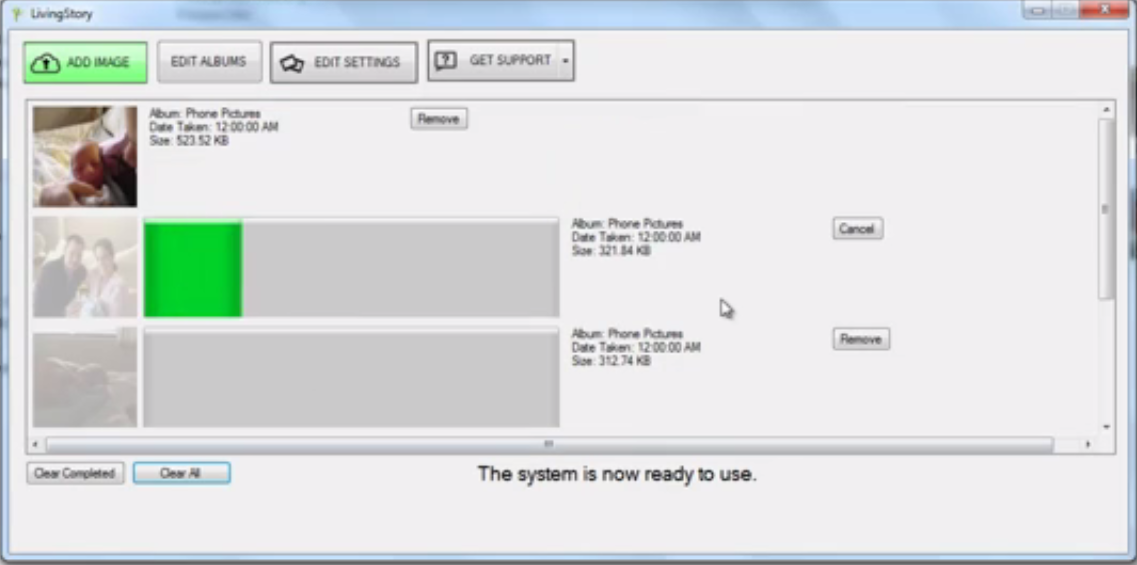 LivingStory
ADD IMAGE
EDIT ALBUMS
EDIT SETTINGS
GET SUPPORT
Album: Phone Pictures
Date Taken: 12:00:00 AM
Size: 523.52 KB
Remove
Album: Phone Pictures
Date Taken: 12:00:00 AM
Size: 321.84 KB
Cancel
Album: Phone Pictures
Date Taken: 12:00:00 AM
Size: 312.74 KB
Remove
Clear Completed
Clear All
The system is now ready to use.